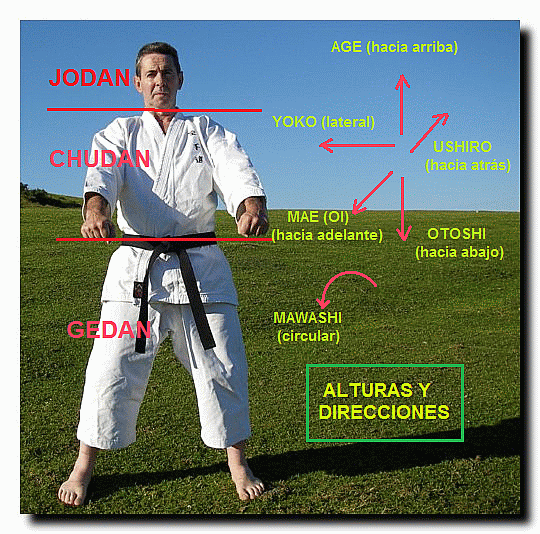 AGE (hacia arriba)
JODAN
YOKO (lateral)
CHUDAN
USHIRO
(hacia atrás)
MAE (OI)
(hacia adelante)
OTOSHI
(hacia abajo)
MAWASHI
(circular)
GEDAN
ALTURAS Y
DIRECCIONES